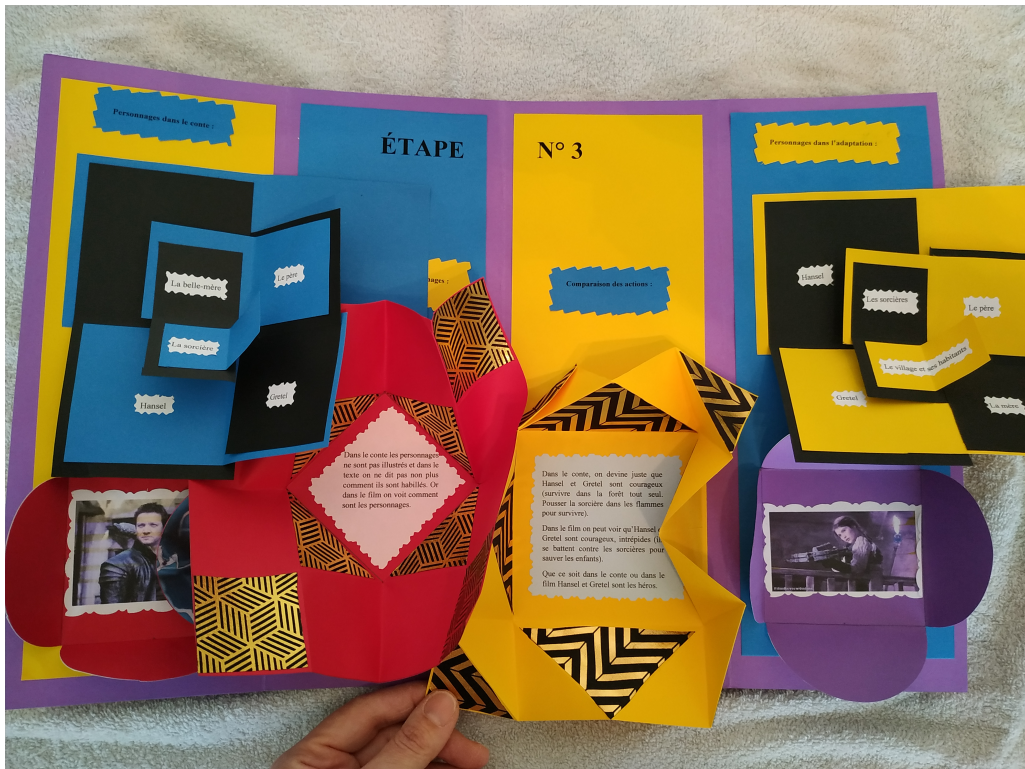 Personnages dans le conte :
ÉTAPE
N° 3
Personnages dans l'adaptation :
La belle-mère
Le père
La sorcière
Hansel
Gretel
Comparaison des actions :
Hansel
Les sorcières
Le père
Le village et ses habitants
Gretel
La mère
Dans le conte les personnages
ne sont pas illustrés et dans le
texte on ne dit pas non plus
comment ils sont habillés. Or
dans le film on voit comment
sont les personnages.
Dans le conte, on devine juste que
Hansel et Gretel sont courageux
(survivre dans la forêt tout seul.
Pousser la sorcière dans les flammes
pour survivre).
Dans le film on peut voir qu'Hansel
Gretel sont courageux, intrépides
se battent contre les sorcières pour
sauver les enfants).
Que ce soit dans le conte ou dans le
film Hansel et Gretel sont les héros.